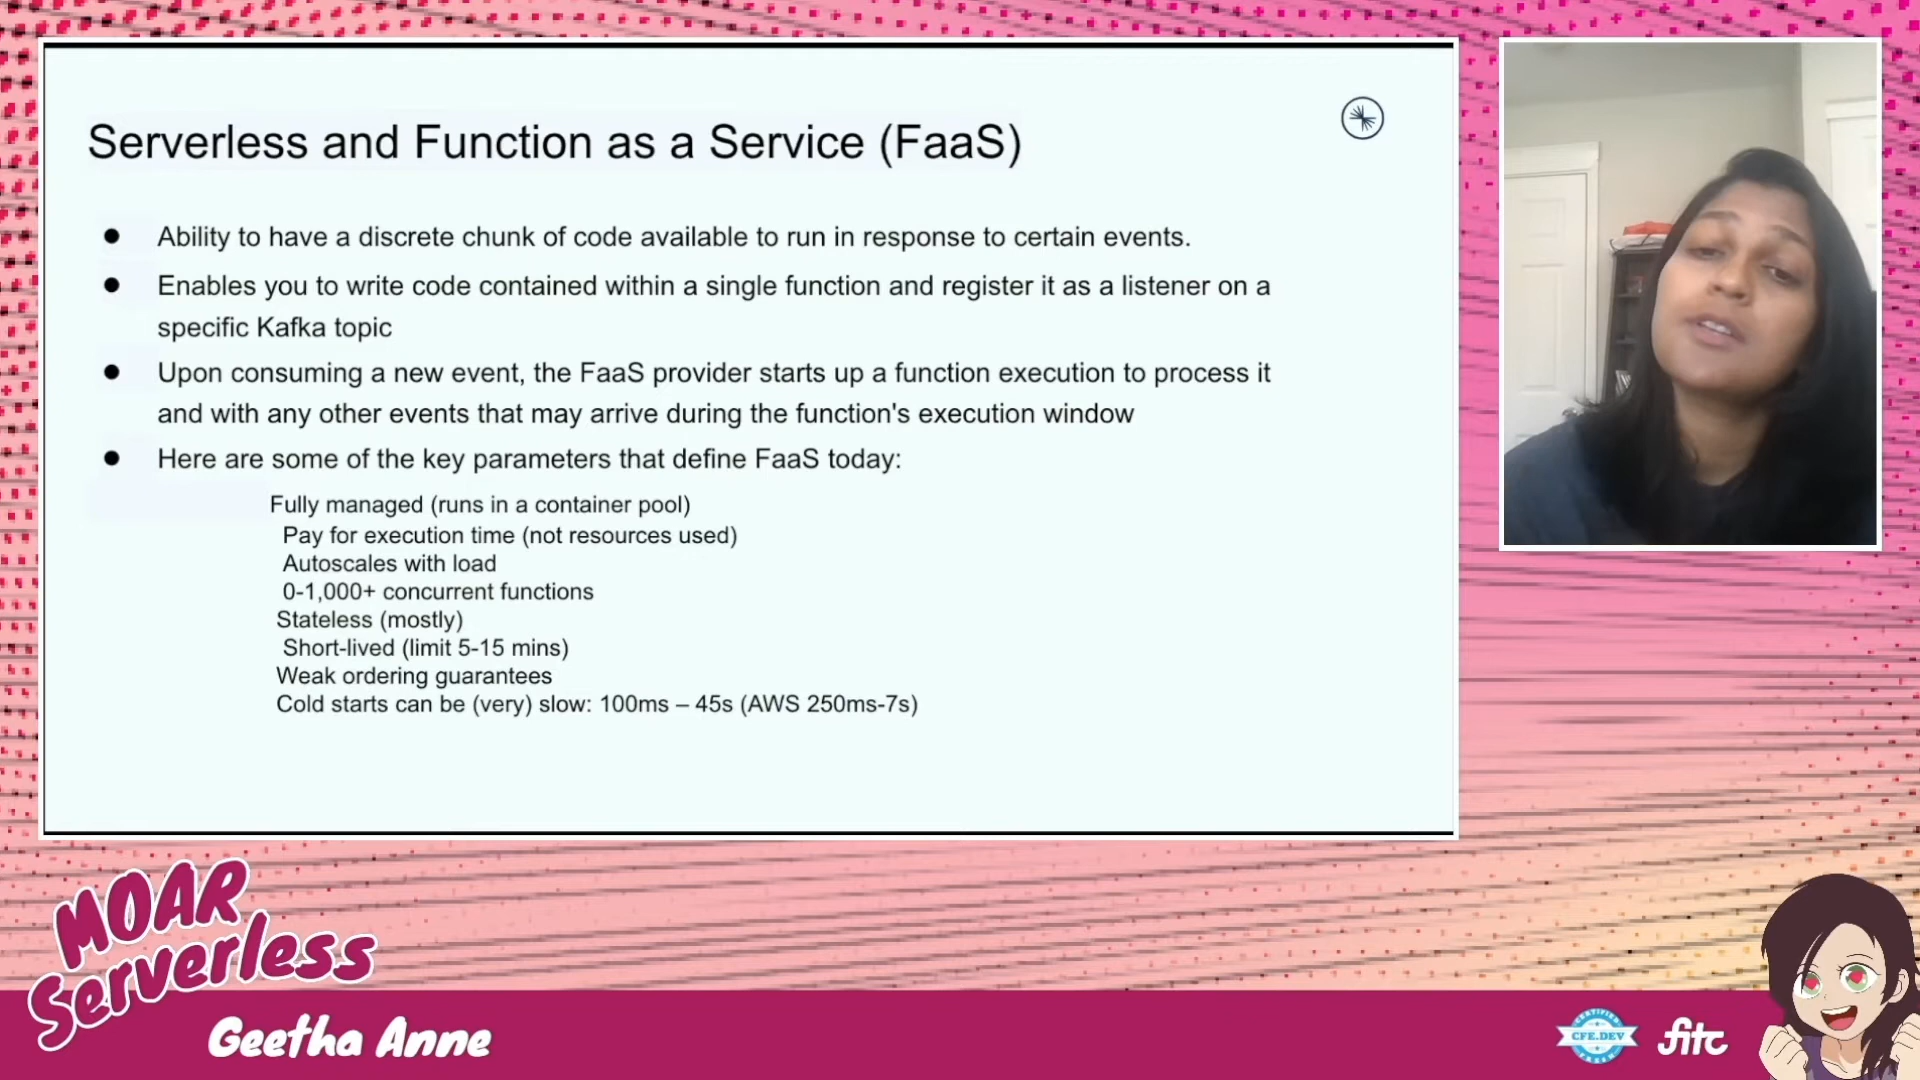 Serverless and Function as a Service (FaaS)
● Ability to have a discrete chunk of code available to run in response to certain events.
● Enables you to write code contained within a single function and register it as a listener on a
specific Kafka topic
● Upon consuming a new event, the FaaS provider starts up a function execution to process it
and with any other events that may arrive during the function's execution window
● Here are some of the key parameters that define FaaS today:
Fully managed (runs in a container pool)
Pay for execution time (not resources used)
Autoscales with load
0-1,000+ concurrent functions
Stateless (mostly)
Short-lived (limit 5-15 mins)
Weak ordering guarantees
Cold starts can be (very) slow: 100ms – 45s (AWS 250ms-7s)
MOAR
Serverless
Geetha Anne
CERTIFIED
CFE.DEV
FRESH
fitc